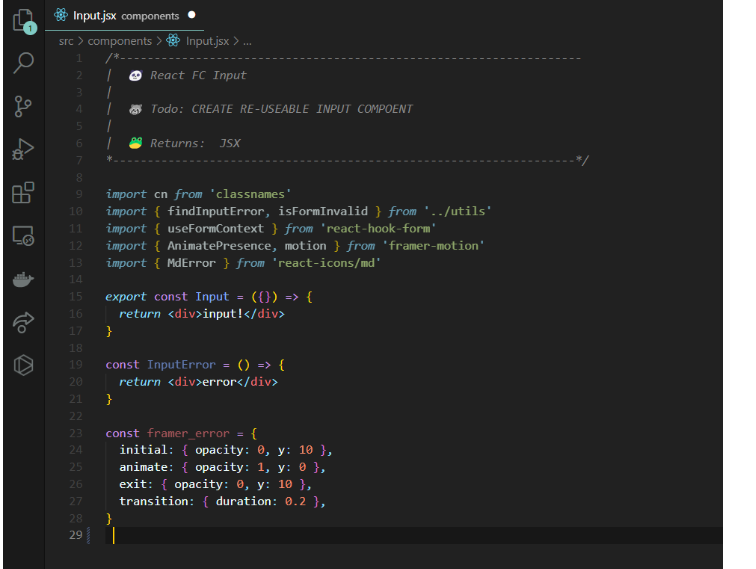 Input.jsx components
1
src > components > Input.jsx > ...
1 /*--------------------------------------------------------------------
2 | 🐼 React FC Input
3 |
4 | 🦝 Todo: CREATE RE-USEABLE INPUT COMPOENT
5 |
6 | 🐸 Returns: JSX
7 *-------------------------------------------------------------------*/
8
9 import cn from 'classnames'
10 import { findInputError, isFormInvalid } from '../utils'
11 import { useFormContext } from 'react-hook-form'
12 import { AnimatePresence, motion } from 'framer-motion'
13 import { MdError } from 'react-icons/md'
14
15 export const Input = ({}) => {
16 return <div>input!</div>
17 }
18
19 const InputError = () => {
20 return <div>error</div>
21 }
22
23 const framer_error = {
24 initial: { opacity: 0, y: 10 },
25 animate: { opacity: 1, y: 0 },
26 exit: { opacity: 0, y: 10 },
27 transition: { duration: 0.2 },
28 }
29